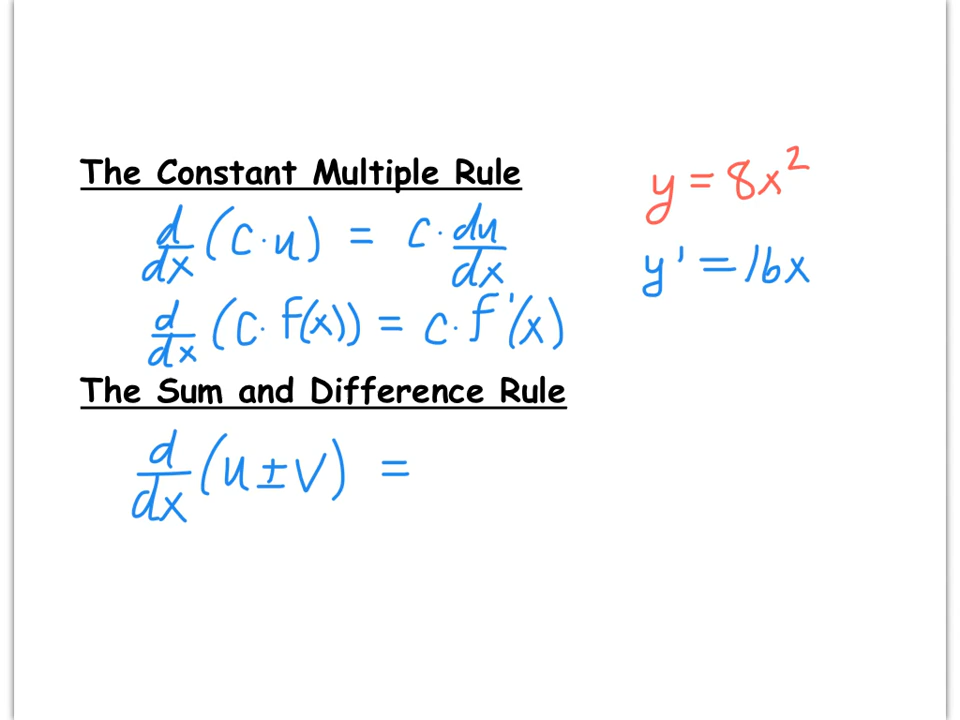 The Constant Multiple Rule
d/dx (c·u) = c·du/dx
d/dx (c·f(x)) = c·f'(x)
The Sum and Difference Rule
d/dx (u±v) =
y = 8x²
y' = 16x